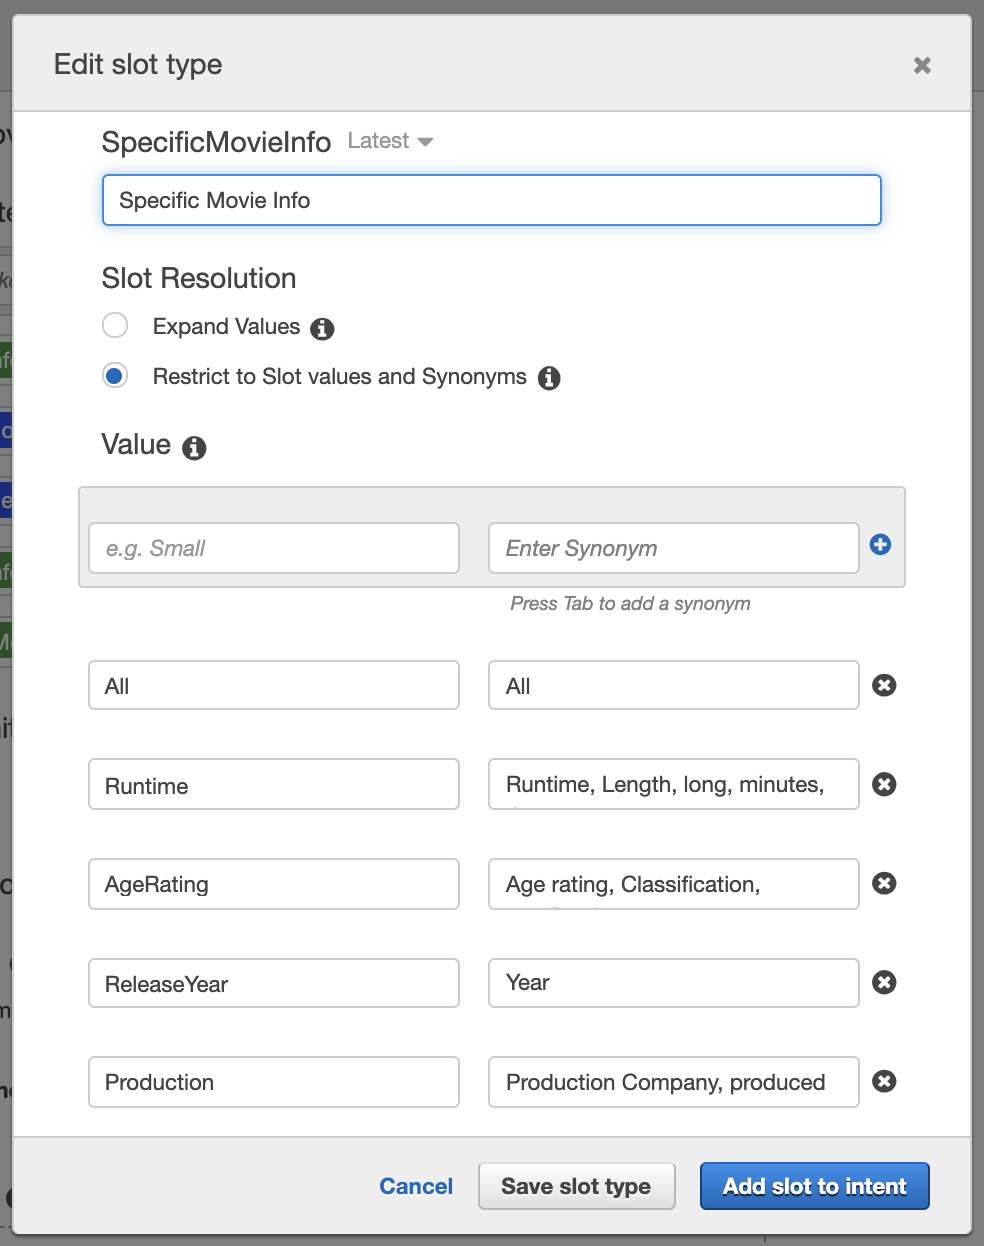 Edit slot type
SpecificMovieInfo Latest
Specific Movie Info
Slot Resolution
Expand Values
Restrict to Slot values and Synonyms
Value
e.g. Small Enter Synonym
Press Tab to add a synonym
All All
Runtime Runtime, Length, long, minutes,
AgeRating Age rating, Classification,
ReleaseYear Year
Production Production Company, produced
Cancel Save slot type Add slot to intent